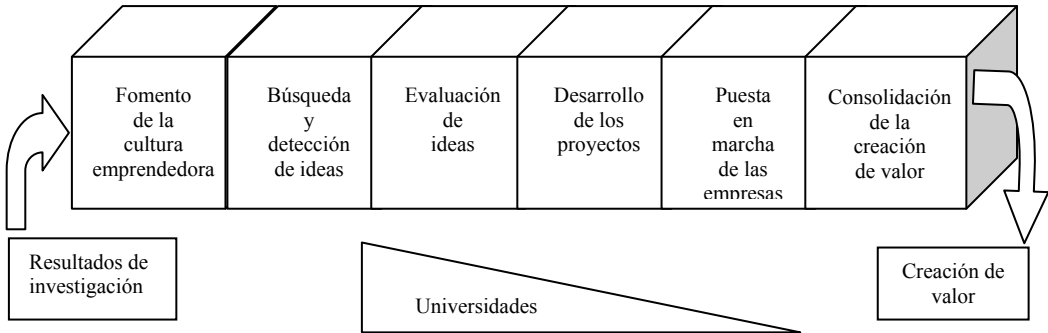 Fomento
de la
cultura
emprendedora
Búsqueda
y
detección
de ideas
Evaluación
de
ideas
Desarrollo
de los
proyectos
Puesta
en
marcha
de las
empresas
Consolidación
de la
creación
de valor
Resultados de
investigación
Universidades
Creación de
valor